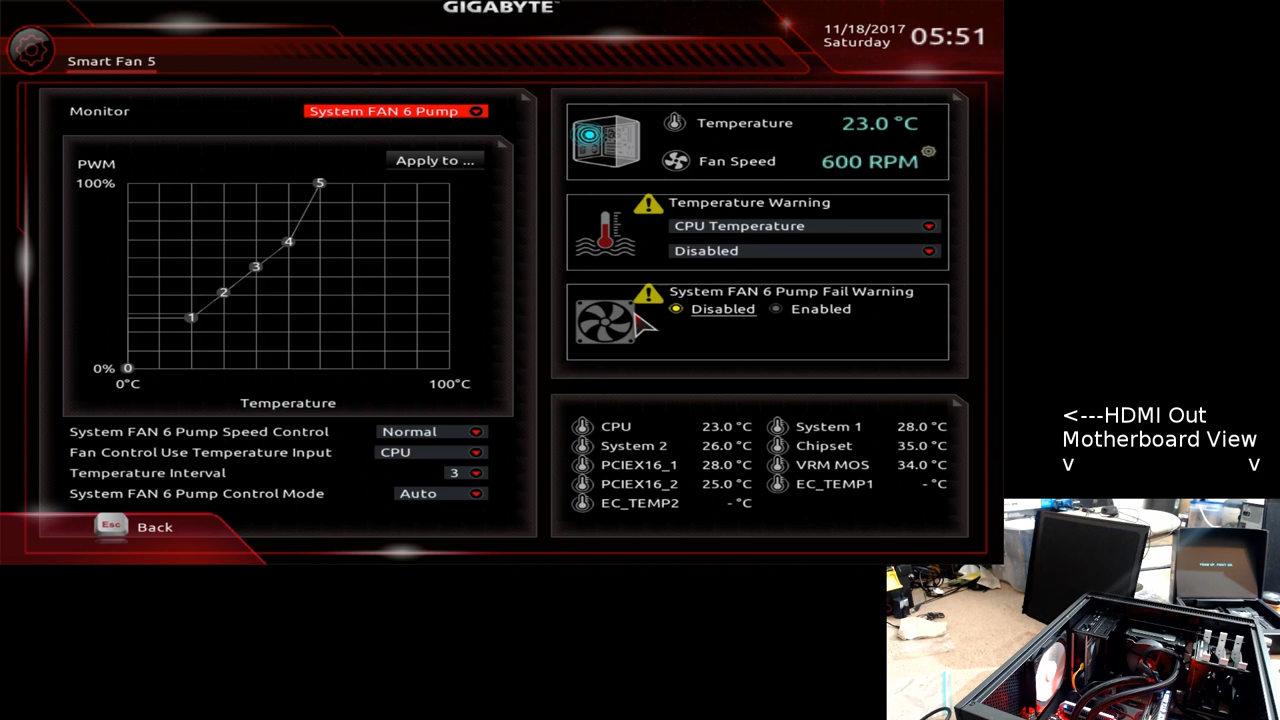 GIGABYTE™
11/18/2017
Saturday
05:51
Smart Fan 5
Monitor
System FAN 6 Pump
PWM
Apply to ...
100%
5
4
3
2
1
0%
0
0°C
100°C
Temperature
System FAN 6 Pump Speed Control
Normal
Fan Control Use Temperature Input
CPU
Temperature Interval
3
System FAN 6 Pump Control Mode
Auto
Esc
Back
Temperature
23.0 °C
Fan Speed
600 RPM
Temperature Warning
CPU Temperature
Disabled
System FAN 6 Pump Fail Warning
Disabled
Enabled
CPU 23.0 °C
System 1 28.0 °C
System 2 26.0 °C
Chipset 35.0 °C
PCIEX16_1 28.0 °C
VRM MOS 34.0 °C
PCIEX16_2 25.0 °C
EC_TEMP1 - °C
EC_TEMP2 - °C
<---HDMI Out
Motherboard View
v v